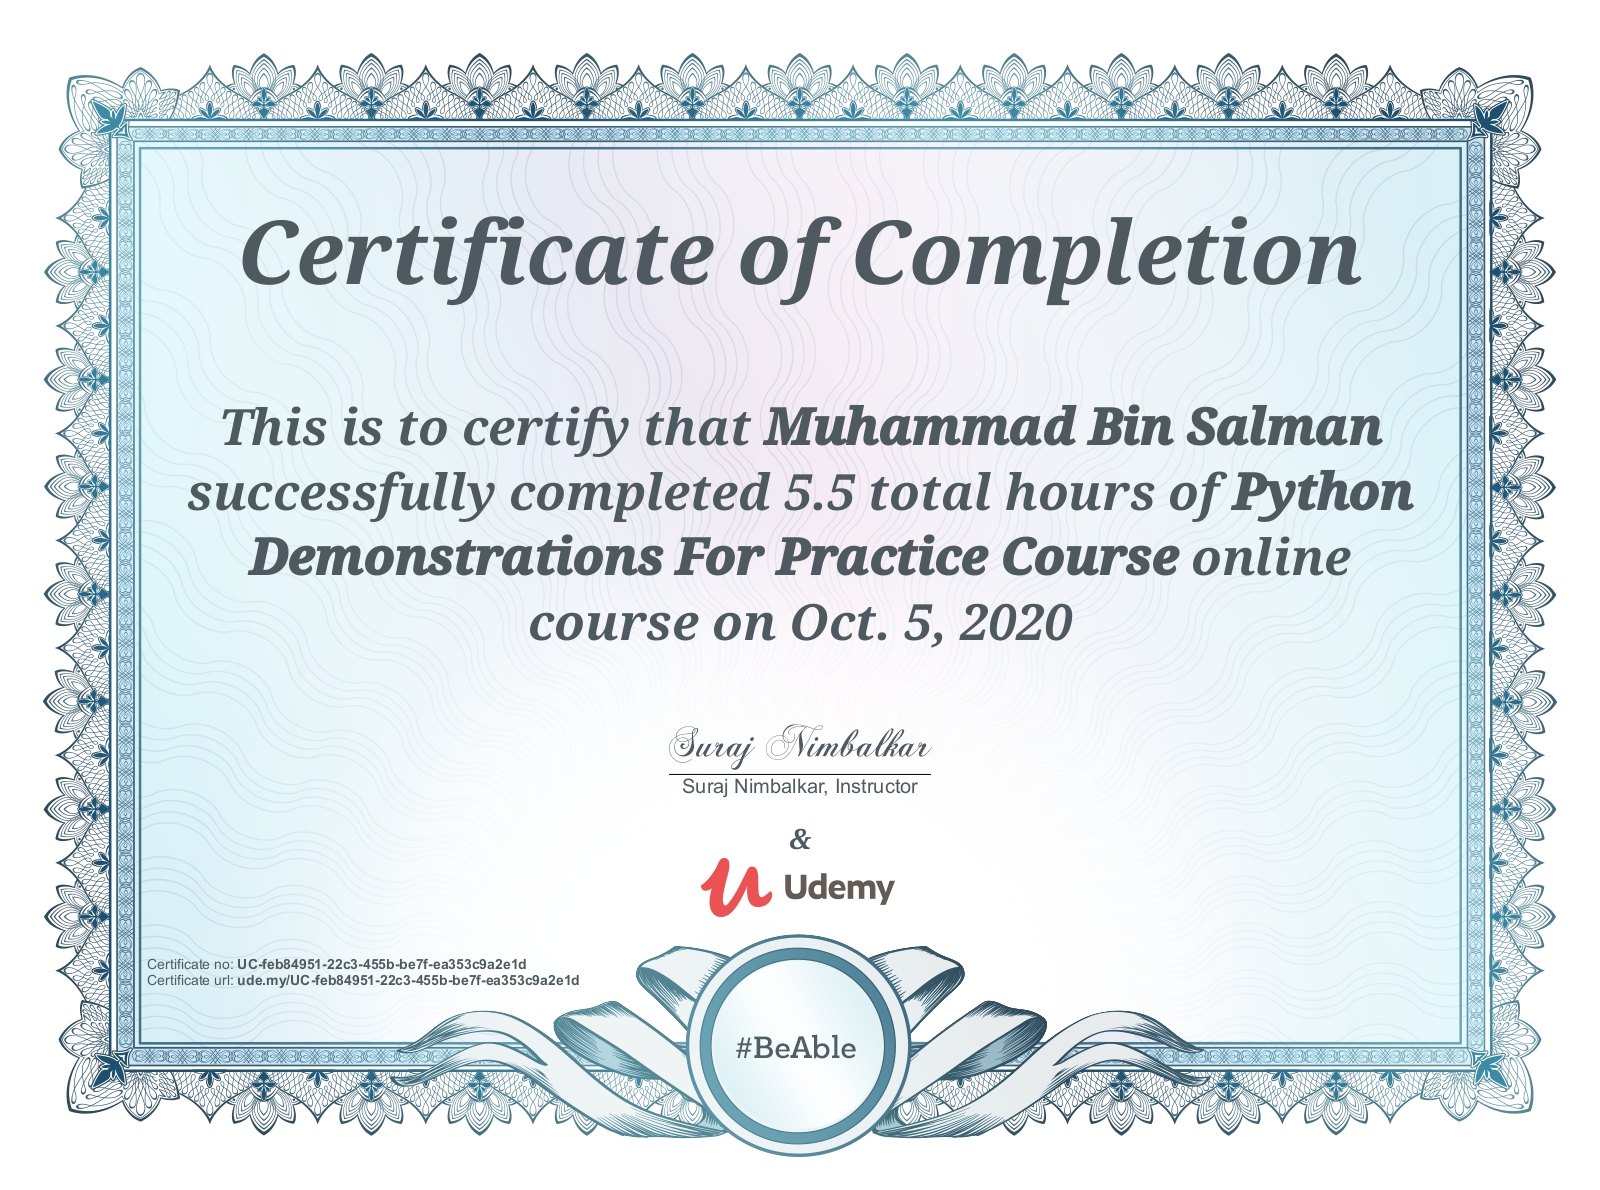 Certificate of Completion
This is to certify that Muhammad Bin Salman
successfully completed 5.5 total hours of Python
Demonstrations For Practice Course online
course on Oct. 5, 2020
Suraj Nimbalkar
Suraj Nimbalkar, Instructor
&
Udemy
Certificate no: UC-feb84951-22c3-455b-be7f-ea353c9a2e1d
Certificate url: ude.my/UC-feb84951-22c3-455b-be7f-ea353c9a2e1d
#BeAble